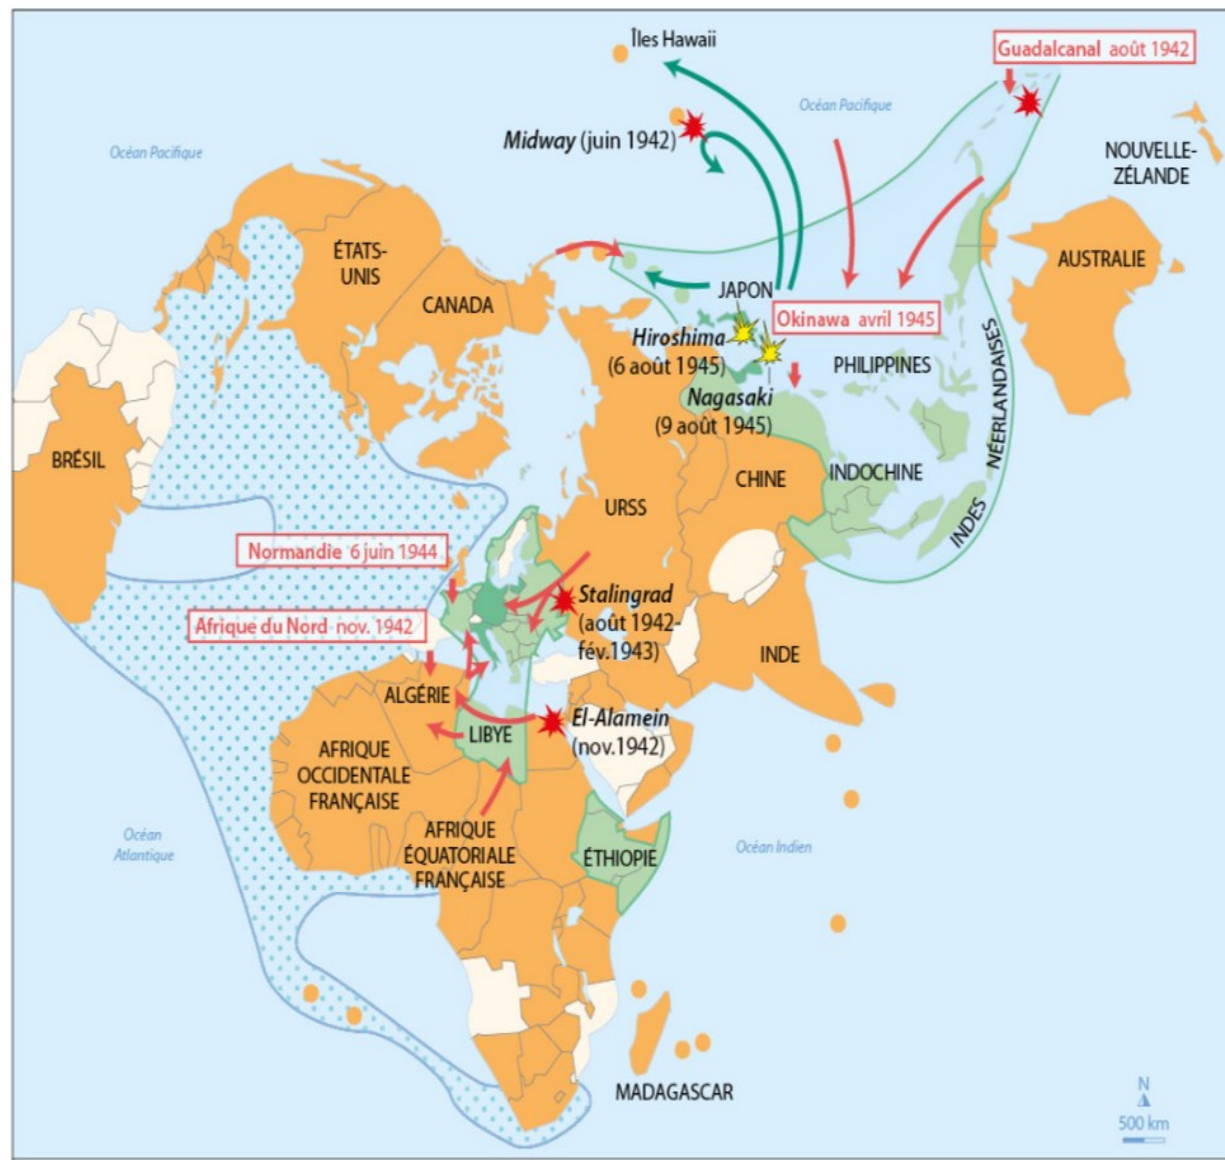 Îles Hawaii
Guadalcanal août 1942
Océan Pacifique
Midway (juin 1942)
Océan Pacifique
NOUVELLE-
ZÉLANDE
ÉTATS-
UNIS
AUSTRALIE
CANADA
JAPON
Okinawa avril 1945
Hiroshima
(6 août 1945)
PHILIPPINES
Nagasaki
(9 août 1945)
INDES NÉERLANDAISES
BRÉSIL
CHINE
INDOCHINE
URSS
Normandie 6 juin 1944
Stalingrad
(août 1942-
fév.1943)
Afrique du Nord nov. 1942
INDE
ALGÉRIE
El-Alamein
(nov.1942)
LIBYE
AFRIQUE
OCCIDENTALE
FRANÇAISE
Océan
Atlantique
AFRIQUE
ÉQUATORIALE
FRANÇAISE
ÉTHIOPIE
Océan Indien
MADAGASCAR
N
500 km